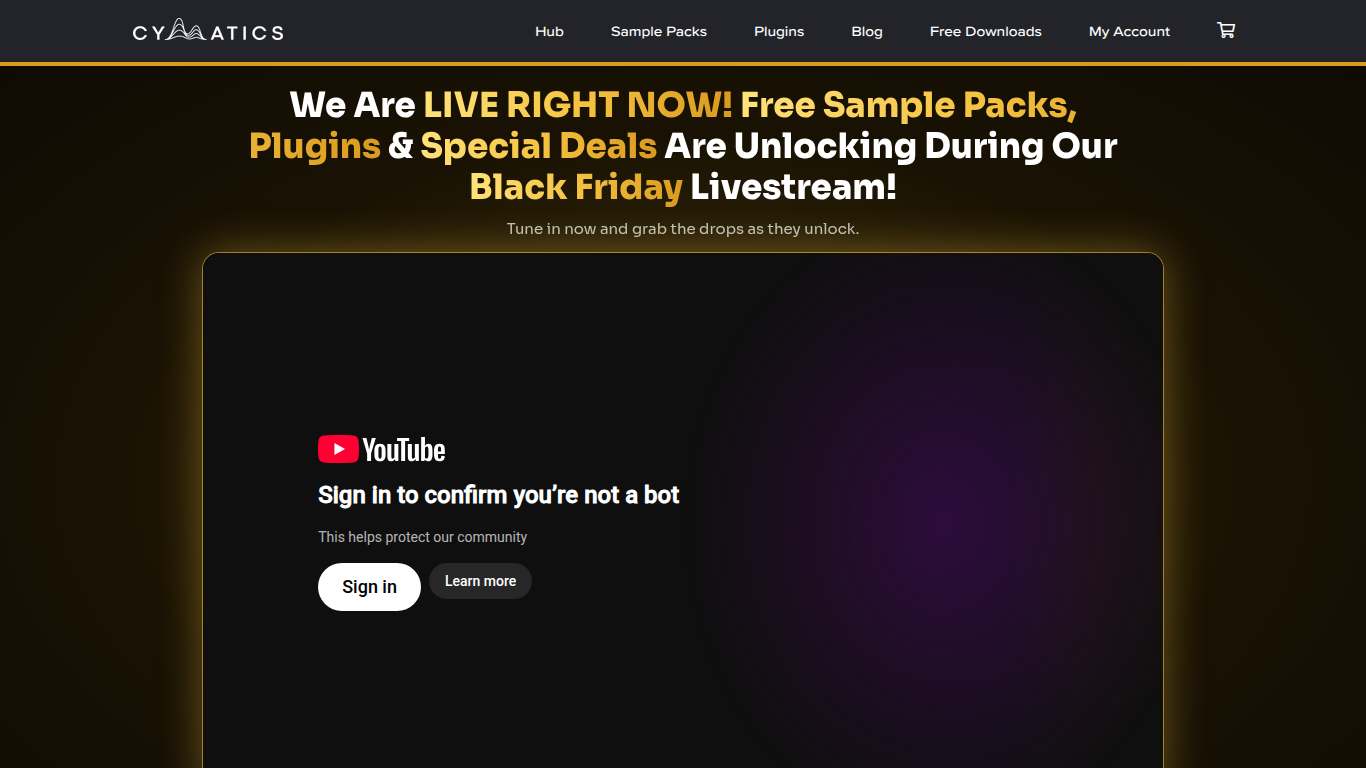 CYMATICS
Hub
Sample Packs
Plugins
Blog
Free Downloads
My Account
We Are LIVE RIGHT NOW! Free Sample Packs,
Plugins & Special Deals Are Unlocking During Our
Black Friday Livestream!
Tune in now and grab the drops as they unlock.
YouTube
Sign in to confirm you’re not a bot
This helps protect our community
Sign in
Learn more